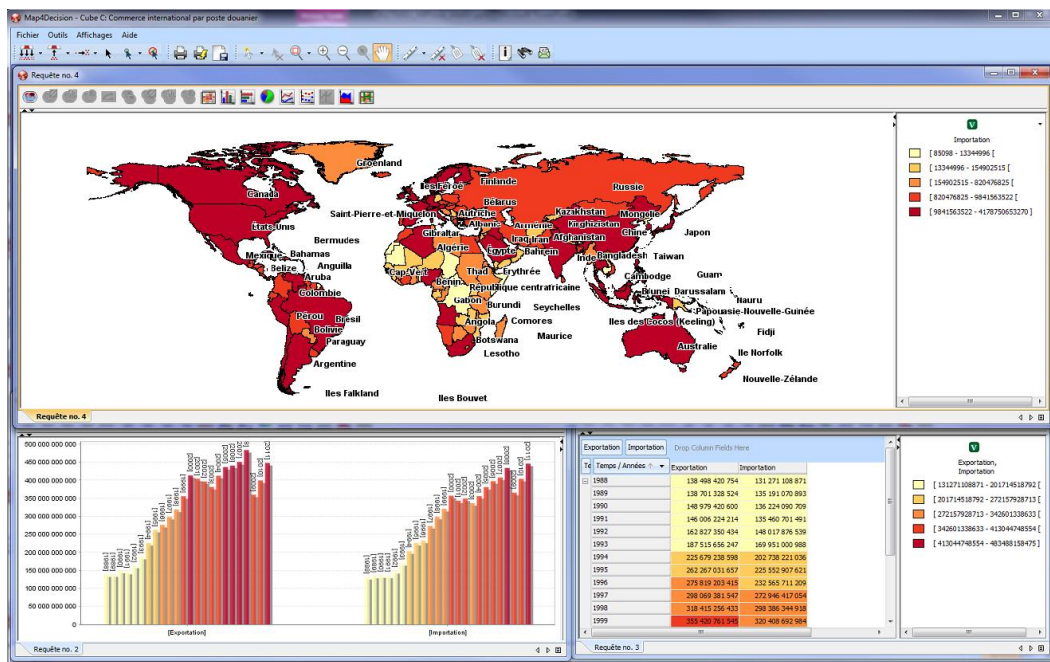 Map4Decision - Cube C: Commerce international par poste douanier
Fichier Outils Affichages Aide
Requête no. 4
Importation
[ 85098 - 13344996 [
[ 13344996 - 154902515 [
[ 154902515 - 820476825 [
[ 820476825 - 9841563522 [
[ 9841563522 - 4178750653270 ]
Groenland
Canada
Iles Féroe
Finlande
Russie
Bélarus
Saint-Pierre-et-Miquelon
Autriche
Albanie
Kazakhstan
Mongolie
États-Unis
Gibraltar
Arménie
Kirghizistan
Chine
Japon
Bermudes
Algérie
Iraq
Iran
Afghanistan
Mexique
Bahamas
Egypte
Bahrein
Inde
Bangladesh
Taiwan
Belize
Anguilla
Cap-Vert
Thad
Erythrée
Cambodge
Guam
Aruba
Bénin
République centrafricaine
Brunei Darussalam
Colombie
Gabon
Burundi
Seychelles
Nauru
Papouasie-Nouvelle-Guinée
Pérou
Brésil
Angola
Comores
Iles des Cocos (Keeling)
Fidji
Bolivie
Maurice
Paraguay
Botswana
Australie
Ile Norfolk
Lesotho
Argentine
Nouvelle-Zélande
Iles Falkland
Iles Bouvet
Requête no. 4
500 000 000 000
450 000 000 000
400 000 000 000
350 000 000 000
300 000 000 000
250 000 000 000
200 000 000 000
150 000 000 000
100 000 000 000
50 000 000 000
0
[Exportation]
[Importation]
Requête no. 2
Exportation Importation Drop Column Fields Here
Té Temps / Années Exportation Importation
1988 138 498 420 754 131 271 108 871
1989 138 701 328 524 135 191 070 893
1990 148 979 420 600 136 224 090 709
1991 146 006 224 214 135 460 701 491
1992 162 827 350 434 148 017 876 539
1993 187 515 656 247 169 951 000 988
1994 225 679 238 598 202 738 221 036
1995 262 267 031 657 225 552 907 621
1996 275 819 203 415 232 565 711 209
1997 298 069 381 547 272 946 417 054
1998 318 415 256 433 298 386 344 918
1999 355 420 761 545 320 408 692 984
Requête no. 3
Exportation,
Importation
[ 131271108871 - 201714518792 [
[ 201714518792 - 272157928713 [
[ 272157928713 - 342601338633 [
[ 342601338633 - 413044748554 [
[ 413044748554 - 483488158475 ]